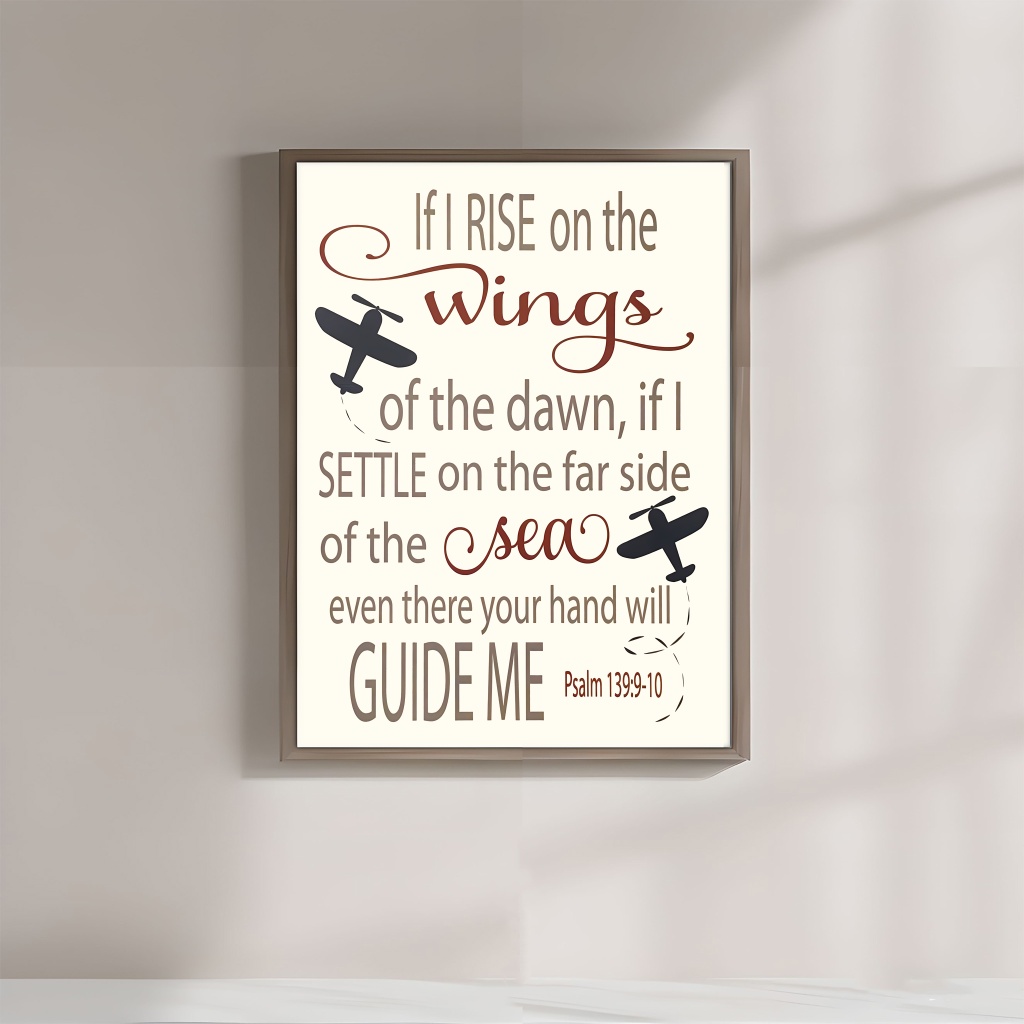 If I RISE on the
wings
of the dawn, if I
SETTLE on the far side
of the sea
even there your hand will
GUIDE ME Psalm 139:9-10